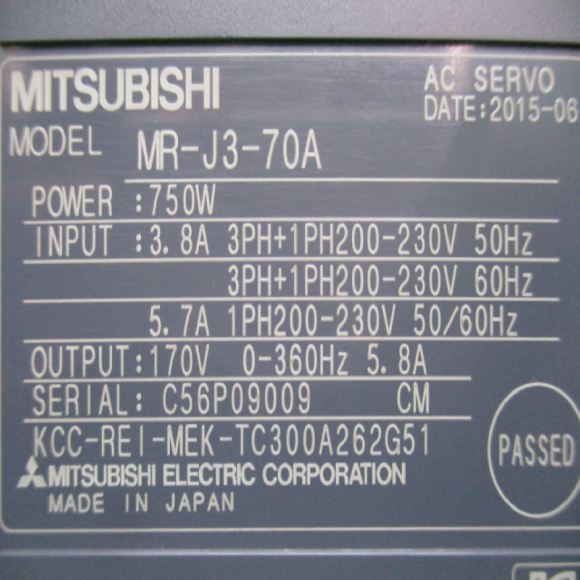 MITSUBISHI AC SERVO
DATE:2015-06
MODEL MR-J3-70A
POWER :750W
INPUT :3.8A 3PH+1PH200-230V 50Hz
3PH+1PH200-230V 60Hz
5.7A 1PH200-230V 50/60Hz
OUTPUT:170V 0-360Hz 5.8A
SERIAL: C56P09009 CM
KCC-REI-MEK-TC300A262G51
PASSED
MITSUBISHI ELECTRIC CORPORATION
MADE IN JAPAN